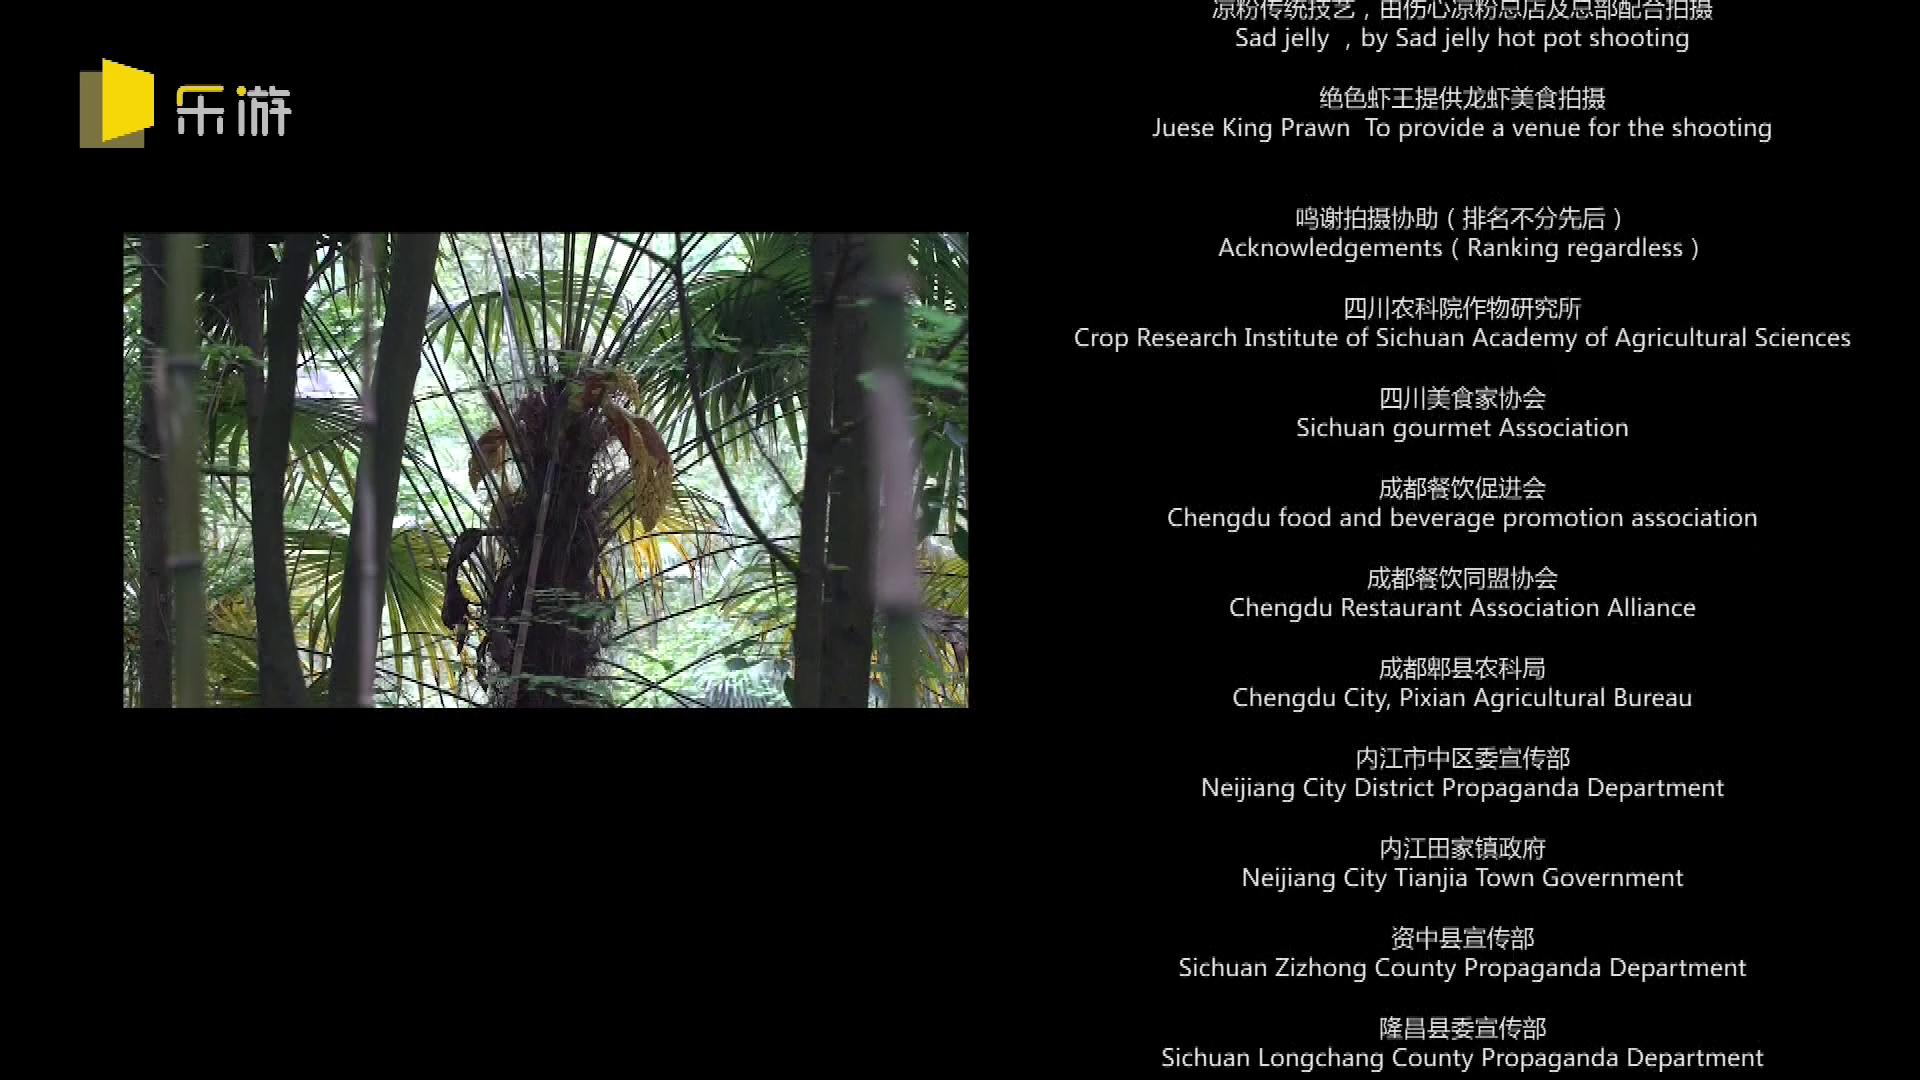 乐游
凉粉传统技艺，由伤心凉粉总店及总部配合拍摄
Sad jelly ，by Sad jelly hot pot shooting
绝色虾王提供龙虾美食拍摄
Juese King Prawn  To provide a venue for the shooting
鸣谢拍摄协助（排名不分先后）
Acknowledgements（Ranking regardless）
四川农科院作物研究所
Crop Research Institute of Sichuan Academy of Agricultural Sciences
四川美食家协会
Sichuan gourmet Association
成都餐饮促进会
Chengdu food and beverage promotion association
成都餐饮同盟协会
Chengdu Restaurant Association Alliance
成都郫县农科局
Chengdu City, Pixian Agricultural Bureau
内江市中区委宣传部
Neijiang City District Propaganda Department
内江田家镇政府
Neijiang City Tianjia Town Government
资中县宣传部
Sichuan Zizhong County Propaganda Department
隆昌县委宣传部
Sichuan Longchang County Propaganda Department